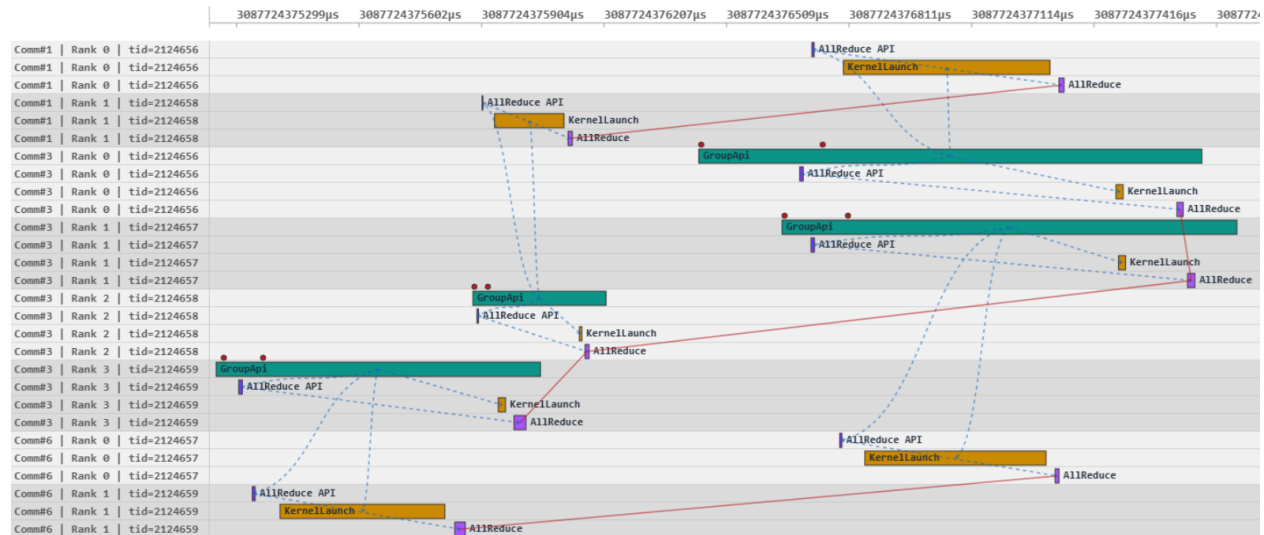 3087724375299µs 3087724375602µs 3087724375904µs 3087724376207µs 3087724376509µs 3087724376811µs 3087724377114µs 3087724377416µs 308772
Comm#1 | Rank 0 | tid=2124656 AllReduce API
Comm#1 | Rank 0 | tid=2124656 KernelLaunch
Comm#1 | Rank 0 | tid=2124656 AllReduce
Comm#1 | Rank 1 | tid=2124658 AllReduce API
Comm#1 | Rank 1 | tid=2124658 KernelLaunch
Comm#1 | Rank 1 | tid=2124658 AllReduce
Comm#3 | Rank 0 | tid=2124656 GroupApi
Comm#3 | Rank 0 | tid=2124656 AllReduce API
Comm#3 | Rank 0 | tid=2124656 KernelLaunch
Comm#3 | Rank 0 | tid=2124656 AllReduce
Comm#3 | Rank 1 | tid=2124657 GroupApi
Comm#3 | Rank 1 | tid=2124657 AllReduce API
Comm#3 | Rank 1 | tid=2124657 KernelLaunch
Comm#3 | Rank 1 | tid=2124657 AllReduce
Comm#3 | Rank 2 | tid=2124658 GroupApi
Comm#3 | Rank 2 | tid=2124658 AllReduce API
Comm#3 | Rank 2 | tid=2124658 KernelLaunch
Comm#3 | Rank 2 | tid=2124658 AllReduce
Comm#3 | Rank 3 | tid=2124659 GroupApi
Comm#3 | Rank 3 | tid=2124659 AllReduce API
Comm#3 | Rank 3 | tid=2124659 KernelLaunch
Comm#3 | Rank 3 | tid=2124659 AllReduce
Comm#6 | Rank 0 | tid=2124657 AllReduce API
Comm#6 | Rank 0 | tid=2124657 KernelLaunch
Comm#6 | Rank 0 | tid=2124657 AllReduce
Comm#6 | Rank 1 | tid=2124659 AllReduce API
Comm#6 | Rank 1 | tid=2124659 KernelLaunch
Comm#6 | Rank 1 | tid=2124659 AllReduce